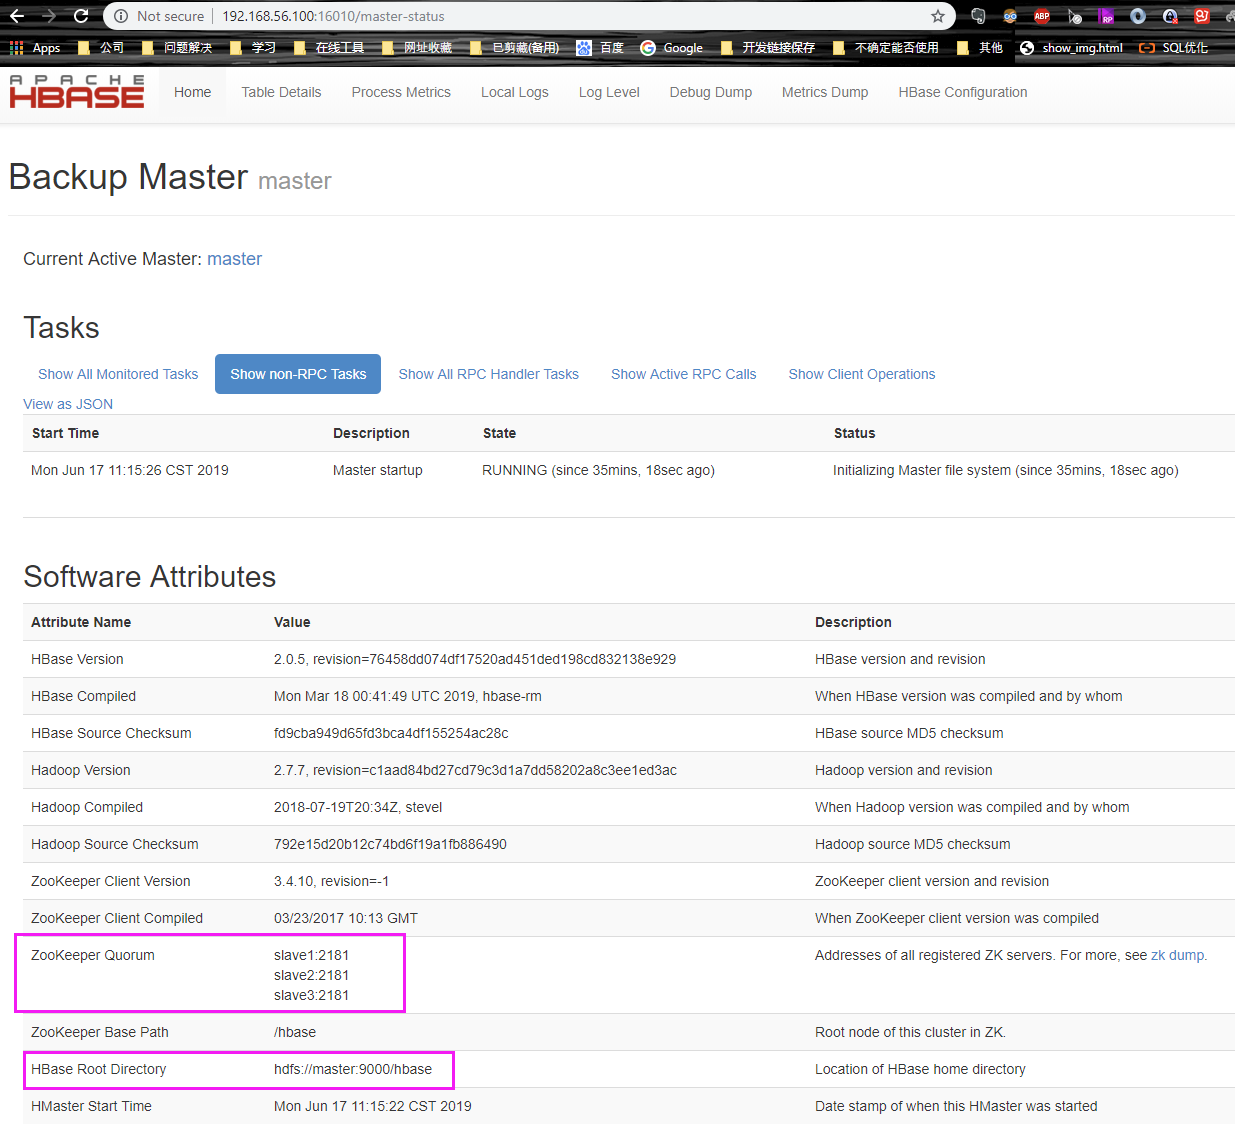 Not secure | 192.168.56.100:16010/master-status
ABP
RP
Apps 公司 问题解决 学习 在线工具 网址收藏 已剪藏(备用) 百度 Google 开发链接保存 不确定能否使用 其他 show_img.html SQL优化
APACHE
HBASE
Home Table Details Process Metrics Local Logs Log Level Debug Dump Metrics Dump HBase Configuration
Backup Master master
Current Active Master: master
Tasks
Show All Monitored Tasks Show non-RPC Tasks Show All RPC Handler Tasks Show Active RPC Calls Show Client Operations
View as JSON
Start Time Description State Status
Mon Jun 17 11:15:26 CST 2019 Master startup RUNNING (since 35mins, 18sec ago) Initializing Master file system (since 35mins, 18sec ago)
Software Attributes
Attribute Name Value Description
HBase Version 2.0.5, revision=76458dd074df17520ad451ded198cd832138e929 HBase version and revision
HBase Compiled Mon Mar 18 00:41:49 UTC 2019, hbase-rm When HBase version was compiled and by whom
HBase Source Checksum fd9cba949d65fd3bca4df155254ac28c HBase source MD5 checksum
Hadoop Version 2.7.7, revision=c1aad84bd27cd79c3d1a7dd58202a8c3ee1ed3ac Hadoop version and revision
Hadoop Compiled 2018-07-19T20:34Z, stevel When Hadoop version was compiled and by whom
Hadoop Source Checksum 792e15d20b12c74bd6f19a1fb886490 Hadoop source MD5 checksum
ZooKeeper Client Version 3.4.10, revision=-1 ZooKeeper client version and revision
ZooKeeper Client Compiled 03/23/2017 10:13 GMT When ZooKeeper client version was compiled
ZooKeeper Quorum slave1:2181 Addresses of all registered ZK servers. For more, see zk dump.
slave2:2181
slave3:2181
ZooKeeper Base Path /hbase Root node of this cluster in ZK.
HBase Root Directory hdfs://master:9000/hbase Location of HBase home directory
HMaster Start Time Mon Jun 17 11:15:22 CST 2019 Date stamp of when this HMaster was started